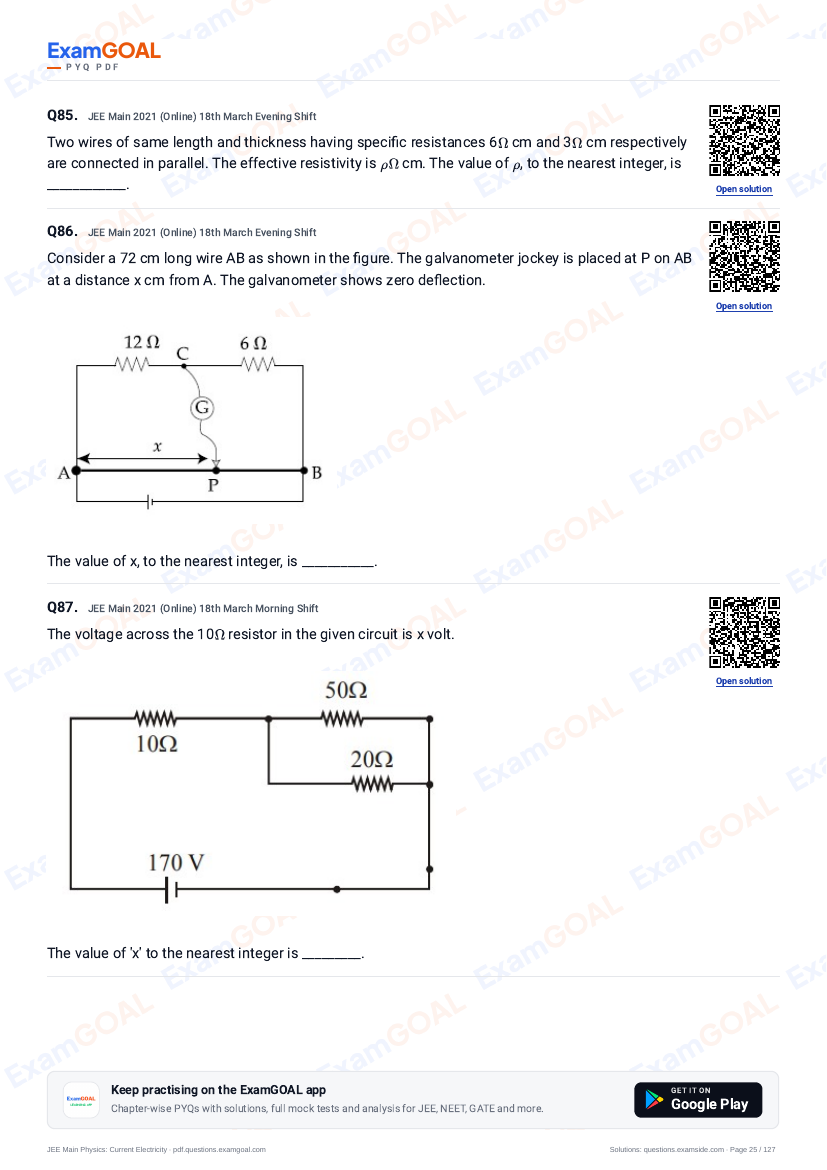 ExamGOAL
PYQ PDF
Q85. JEE Main 2021 (Online) 18th March Evening Shift
Two wires of same length and thickness having specific resistances 6Ω cm and 3Ω cm respectively
are connected in parallel. The effective resistivity is ρΩ cm. The value of ρ, to the nearest integer, is
____________.
Open solution
Q86. JEE Main 2021 (Online) 18th March Evening Shift
Consider a 72 cm long wire AB as shown in the figure. The galvanometer jockey is placed at P on AB
at a distance x cm from A. The galvanometer shows zero deflection.
Open solution
12 Ω C 6 Ω
G
x
A B
P
The value of x, to the nearest integer, is ___________.
Q87. JEE Main 2021 (Online) 18th March Morning Shift
The voltage across the 10Ω resistor in the given circuit is x volt.
Open solution
50Ω
10Ω
20Ω
170 V
The value of 'x' to the nearest integer is _________.
Keep practising on the ExamGOAL app
Chapter-wise PYQs with solutions, full mock tests and analysis for JEE, NEET, GATE and more.
GET IT ON
Google Play
JEE Main Physics: Current Electricity · pdf.questions.examgoal.com
Solutions: questions.examside.com · Page 25 / 127